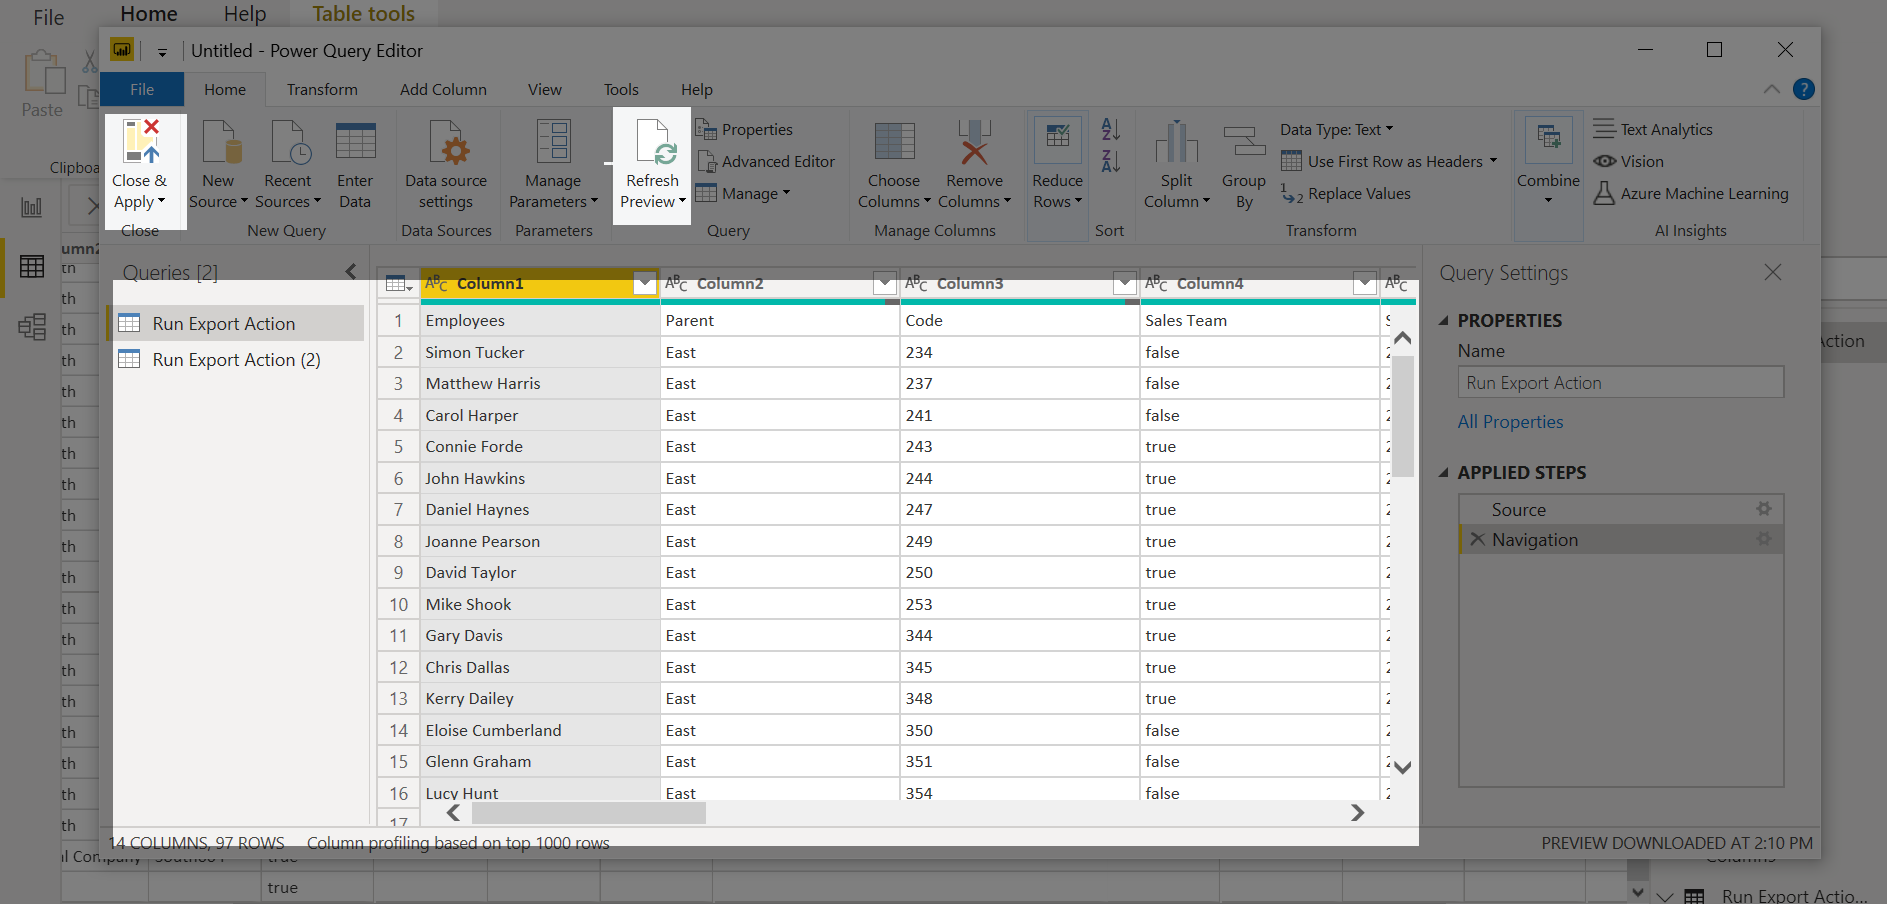 File Home Help Table tools
Untitled - Power Query Editor
File Home Transform Add Column View Tools Help
Paste
Close & Apply
New Source
Recent Sources
Enter Data
Data source settings
Manage Parameters
Refresh Preview
Properties
Advanced Editor
Manage
Choose Columns
Remove Columns
Reduce Rows
Split Column
Group By
Data Type: Text
Use First Row as Headers
Replace Values
Combine
Text Analytics
Vision
Azure Machine Learning
Close New Query Data Sources Parameters Query Manage Columns Sort Transform AI Insights
Queries [2]
Run Export Action
Run Export Action (2)
Column1 Column2 Column3 Column4
1 Employees Parent Code Sales Team
2 Simon Tucker East 234 false
3 Matthew Harris East 237 false
4 Carol Harper East 241 false
5 Connie Forde East 243 true
6 John Hawkins East 244 true
7 Daniel Haynes East 247 true
8 Joanne Pearson East 249 true
9 David Taylor East 250 true
10 Mike Shook East 253 true
11 Gary Davis East 344 true
12 Chris Dallas East 345 true
13 Kerry Dailey East 348 true
14 Eloise Cumberland East 350 false
15 Glenn Graham East 351 false
16 Lucy Hunt East 354 false
17
Query Settings
PROPERTIES
Name
Run Export Action
All Properties
APPLIED STEPS
Source
Navigation
14 COLUMNS, 97 ROWS Column profiling based on top 1000 rows PREVIEW DOWNLOADED AT 2:10 PM
true
Run Export Actio...